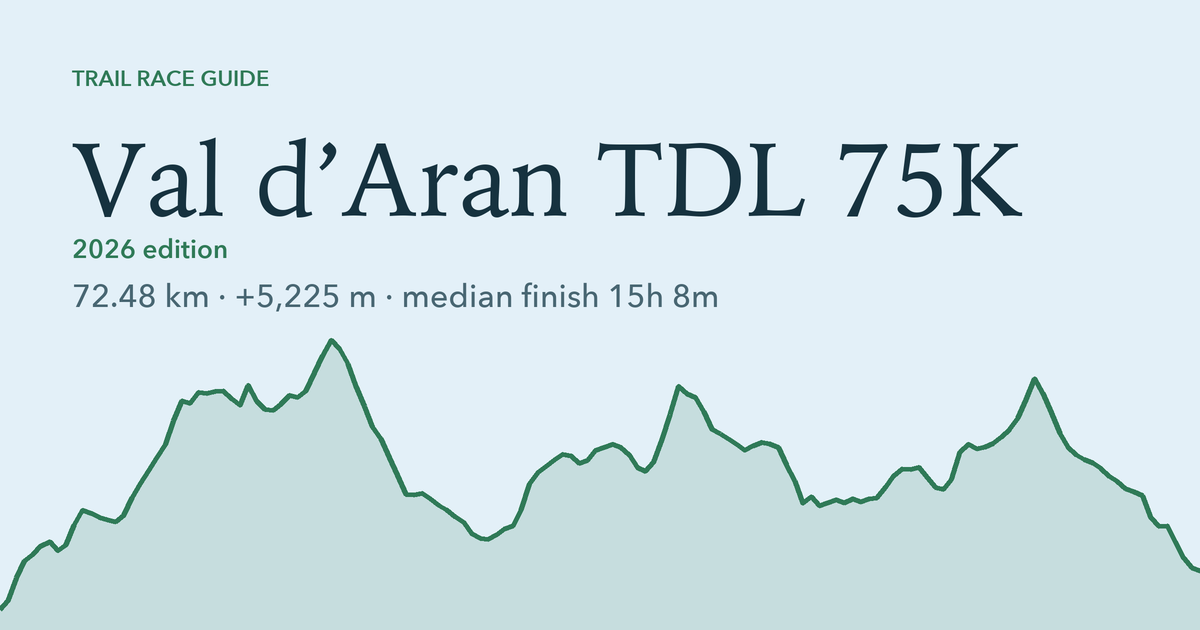 TRAIL RACE GUIDE
Val d’Aran TDL 75K
2026 edition
72.48 km · +5,225 m · median finish 15h 8m